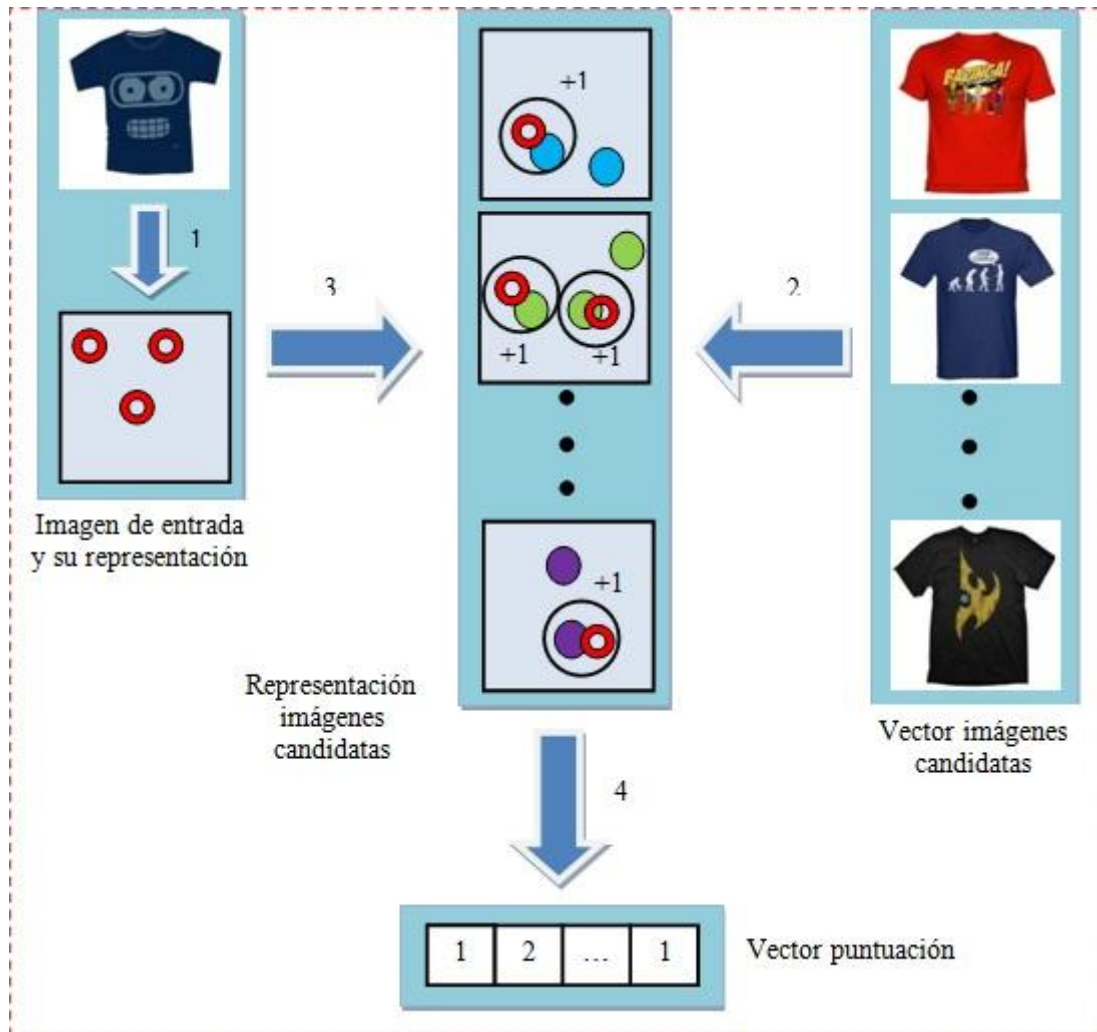 BAZINGA!
+1
1
3
2
+1
+1
Imagen de entrada
y su representación
+1
Representación
imágenes
candidatas
Vector imágenes
candidatas
4
1
2
...
1
Vector puntuación